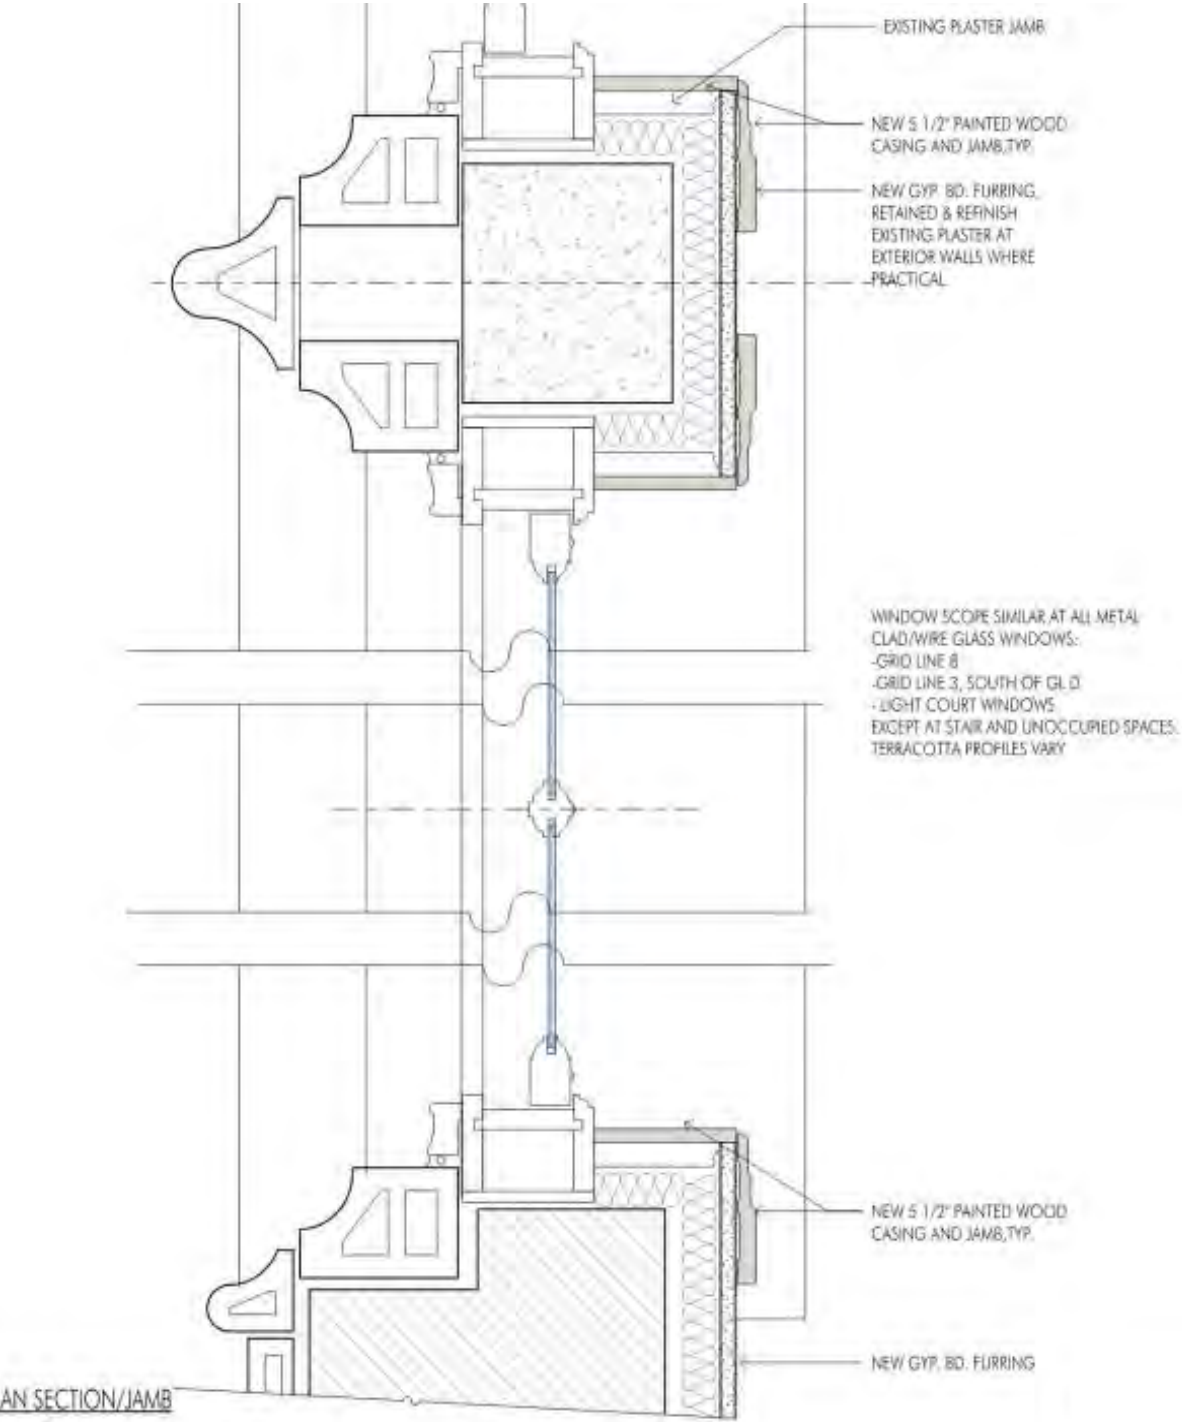 EXISTING PLASTER JAMB
NEW 5 1/2" PAINTED WOOD
CASING AND JAMB,TYP.
NEW GYP. BD. FURRING,
RETAINED & REFINISH
EXISTING PLASTER AT
EXTERIOR WALLS WHERE
PRACTICAL
WINDOW SCOPE SIMILAR AT ALL METAL
CLAD/WIRE GLASS WINDOWS:
-GRID LINE 8
-GRID LINE 3, SOUTH OF GL D
- LIGHT COURT WINDOWS
EXCEPT AT STAIR AND UNOCCUPIED SPACES.
TERRACOTTA PROFILES VARY
NEW 5 1/2" PAINTED WOOD
CASING AND JAMB,TYP.
NEW GYP. BD. FURRING
AN SECTION/JAMB